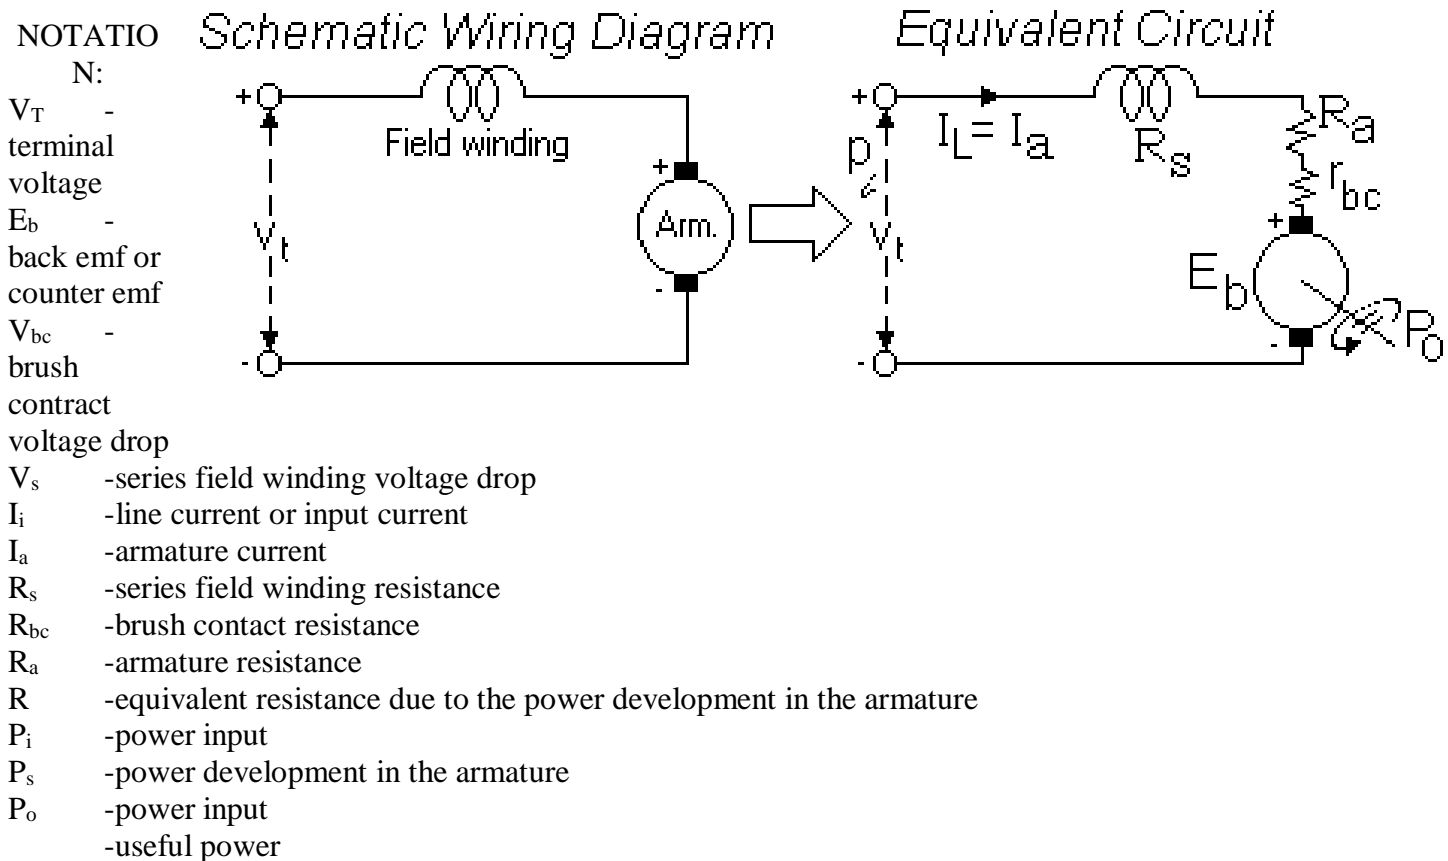 NOTATIO
N:
V_T -
terminal
voltage
E_b -
back emf or
counter emf
V_bc -
brush
contract
voltage drop
Schematic Wiring Diagram
+
Field winding
+
Arm.
V_t
-
-
Equivalent Circuit
+
P_i
I_L = I_a
R_s
R_a
r_bc
+
V_t
E_b
P_o
-
-
V_s -series field winding voltage drop
I_i -line current or input current
I_a -armature current
R_s -series field winding resistance
R_bc -brush contact resistance
R_a -armature resistance
R -equivalent resistance due to the power development in the armature
P_i -power input
P_s -power development in the armature
P_o -power input
-useful power